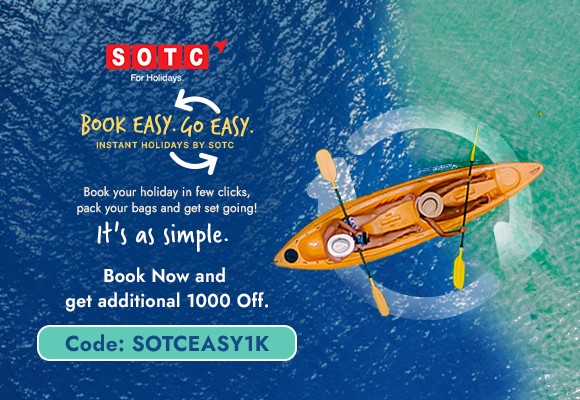 SOTC
For Holidays.
BOOK EASY. GO EASY.
INSTANT HOLIDAYS BY SOTC
Book your holiday in few clicks,
pack your bags and get set going!
It's as simple.
Book Now and
get additional 1000 Off.
Code: SOTCEASY1K